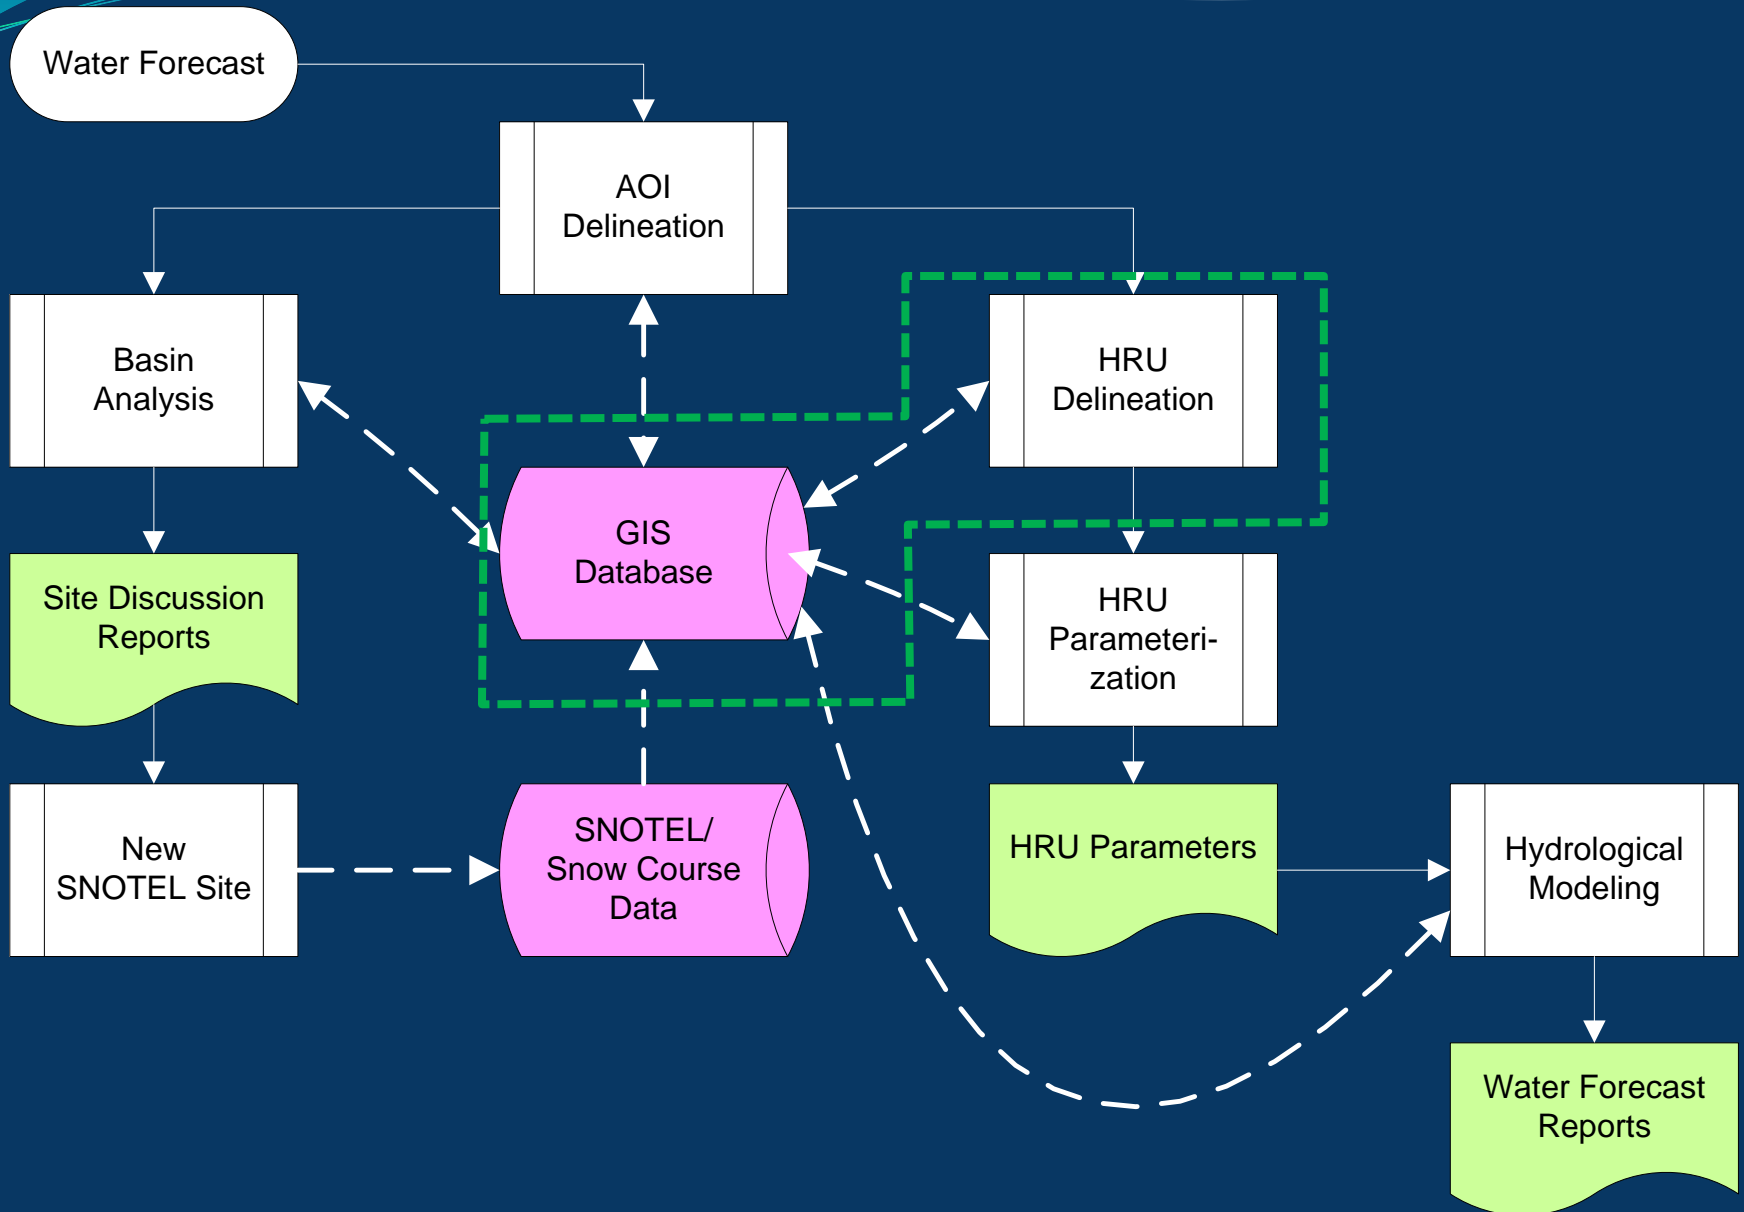 Water Forecast
AOI
Delineation
Basin
Analysis
HRU
Delineation
GIS
Database
Site Discussion
Reports
HRU
Parameteri-
zation
New
SNOTEL Site
SNOTEL/
Snow Course
Data
HRU Parameters
Hydrological
Modeling
Water Forecast
Reports